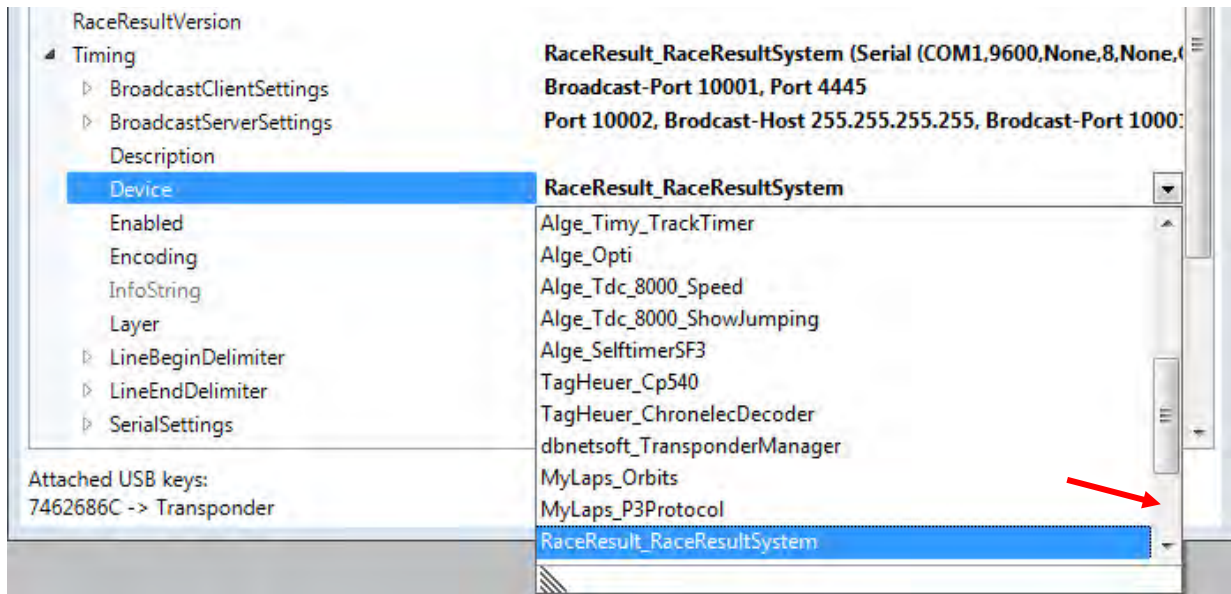 RaceResultVersion
Timing RaceResult_RaceResultSystem (Serial (COM1,9600,None,8,None,
BroadcastClientSettings Broadcast-Port 10001, Port 4445
BroadcastServerSettings Port 10002, Brodcast-Host 255.255.255.255, Brodcast-Port 1000
Description
Device RaceResult_RaceResultSystem
Enabled Alge_Timy_TrackTimer
Encoding Alge_Opti
InfoString Alge_Tdc_8000_Speed
Layer Alge_Tdc_8000_ShowJumping
LineBeginDelimiter Alge_SelftimerSF3
LineEndDelimiter TagHeuer_Cp540
SerialSettings TagHeuer_ChronelecDecoder
dbnetsoft_TransponderManager
Attached USB keys: MyLaps_Orbits
7462686C -> Transponder MyLaps_P3Protocol
RaceResult_RaceResultSystem